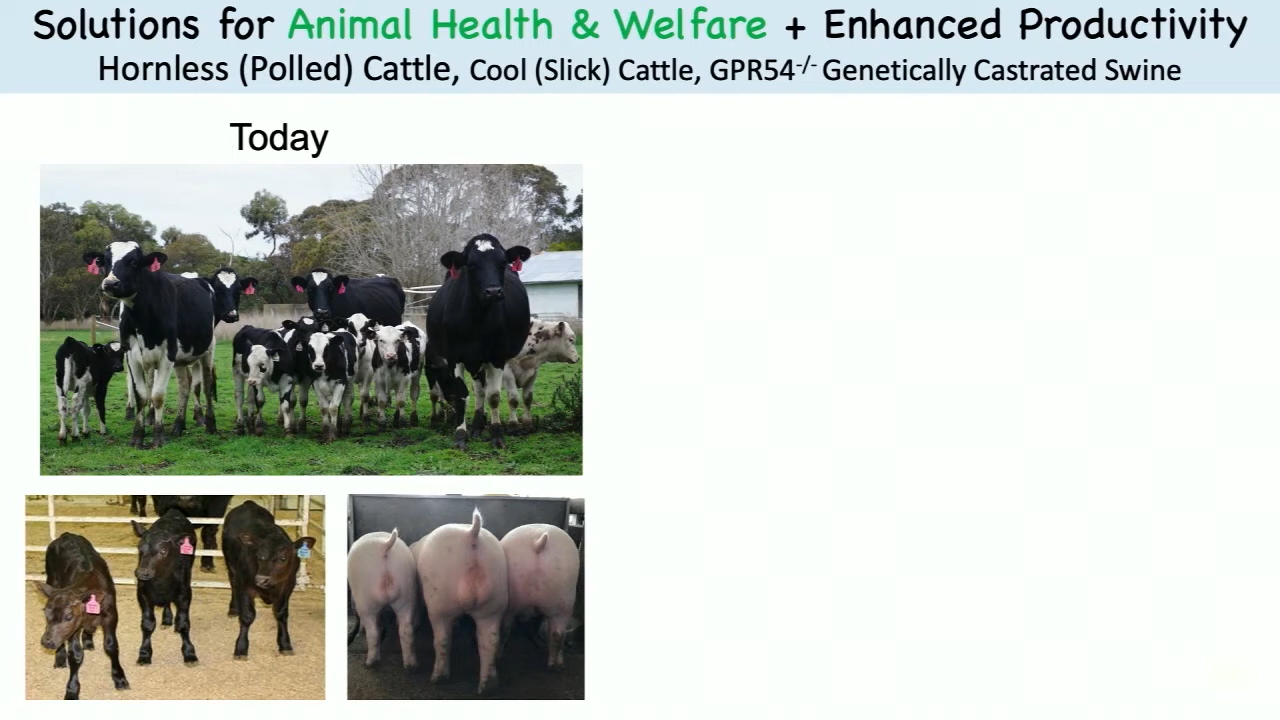 Solutions for Animal Health & Welfare + Enhanced Productivity
Hornless (Polled) Cattle, Cool (Slick) Cattle, GPR54-/- Genetically Castrated Swine
Today